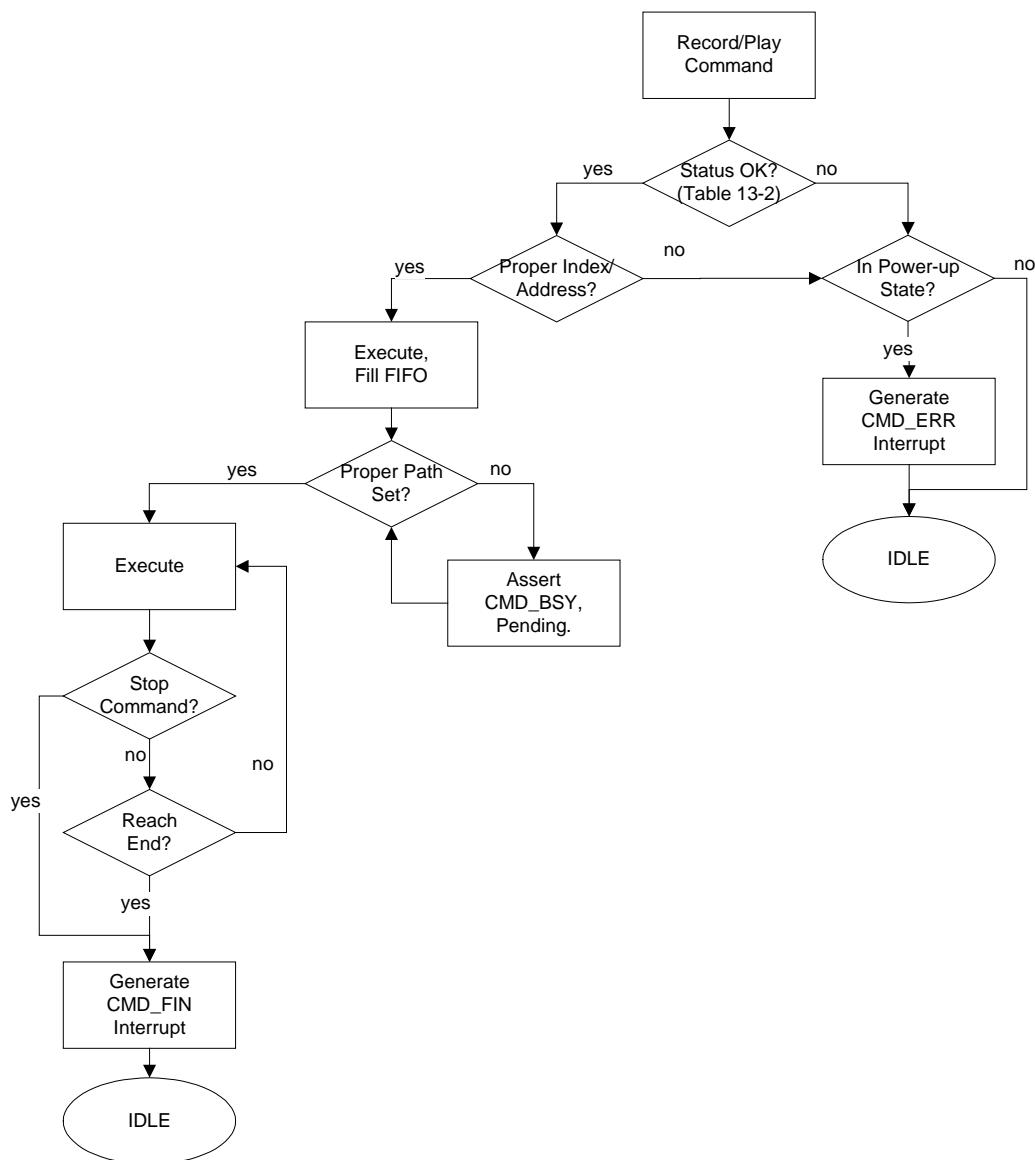 Record/Play
Command
yes
Status OK?
(Table 13-2)
no
yes
Proper Index/
Address?
no
In Power-up
State?
no
Execute,
Fill FIFO
yes
Generate
CMD_ERR
Interrupt
yes
Proper Path
Set?
no
Execute
Assert
CMD_BSY,
Pending.
IDLE
Stop
Command?
no
no
yes
Reach
End?
yes
Generate
CMD_FIN
Interrupt
IDLE